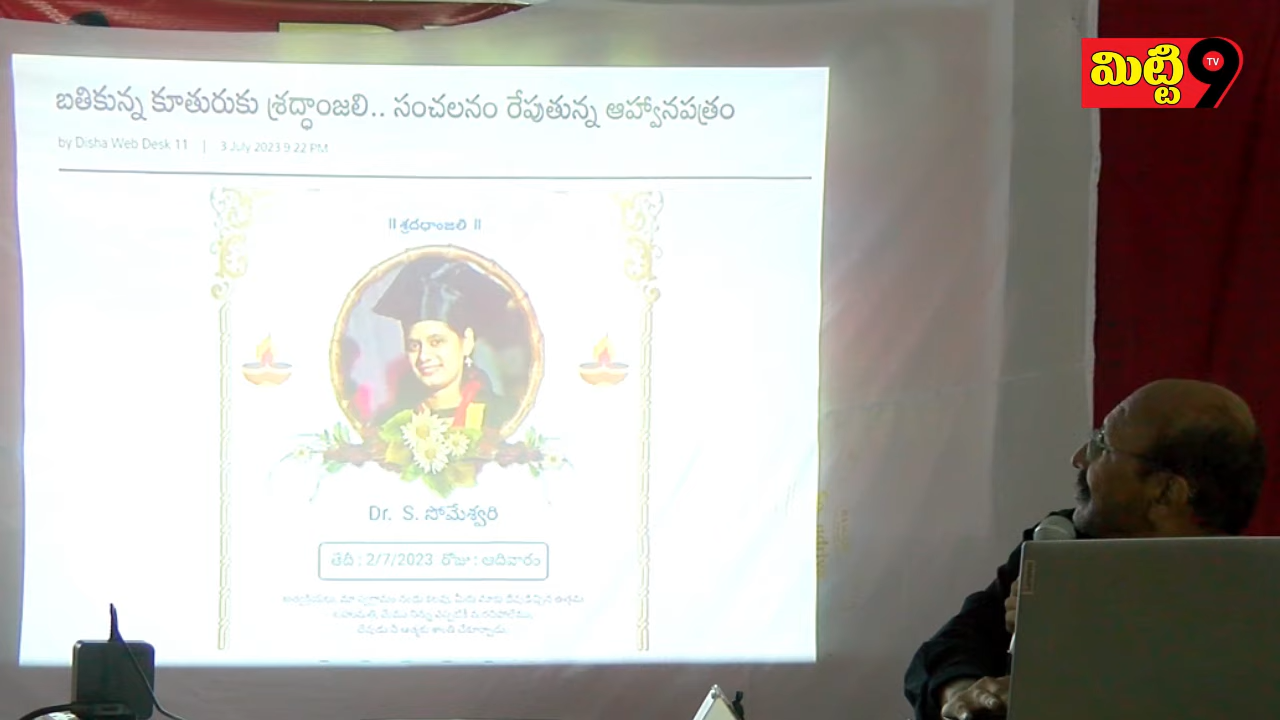 మిట్టి 9 TV
బతికున్న కూతురుకు శ్రద్ధాంజలి.. సంచలనం రేపుతున్న ఆహ్వానపత్రం
by Disha Web Desk 11 | 3 July 2023 9:22 PM
|| శ్రదధాంజలి ||
Dr. S. సోమేశ్వరి
తేదీ : 2/7/2023 రోజు : ఆదివారం